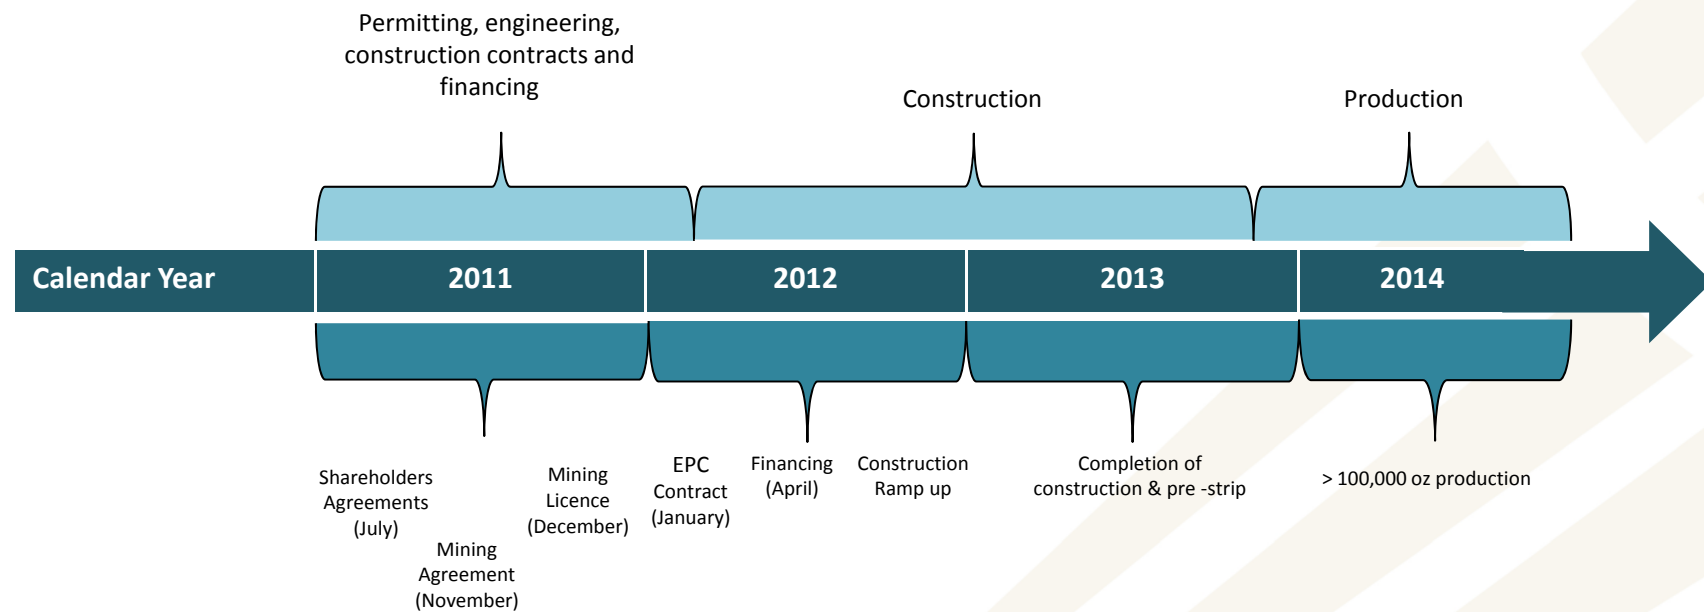 Permitting, engineering,
construction contracts and
financing
Construction
Production
Calendar Year
2011
2012
2013
2014
Shareholders
Agreements
(July)
Mining
Agreement
(November)
Mining
Licence
(December)
EPC
Contract
(January)
Financing
(April)
Construction
Ramp up
Completion of
construction & pre -strip
> 100,000 oz production